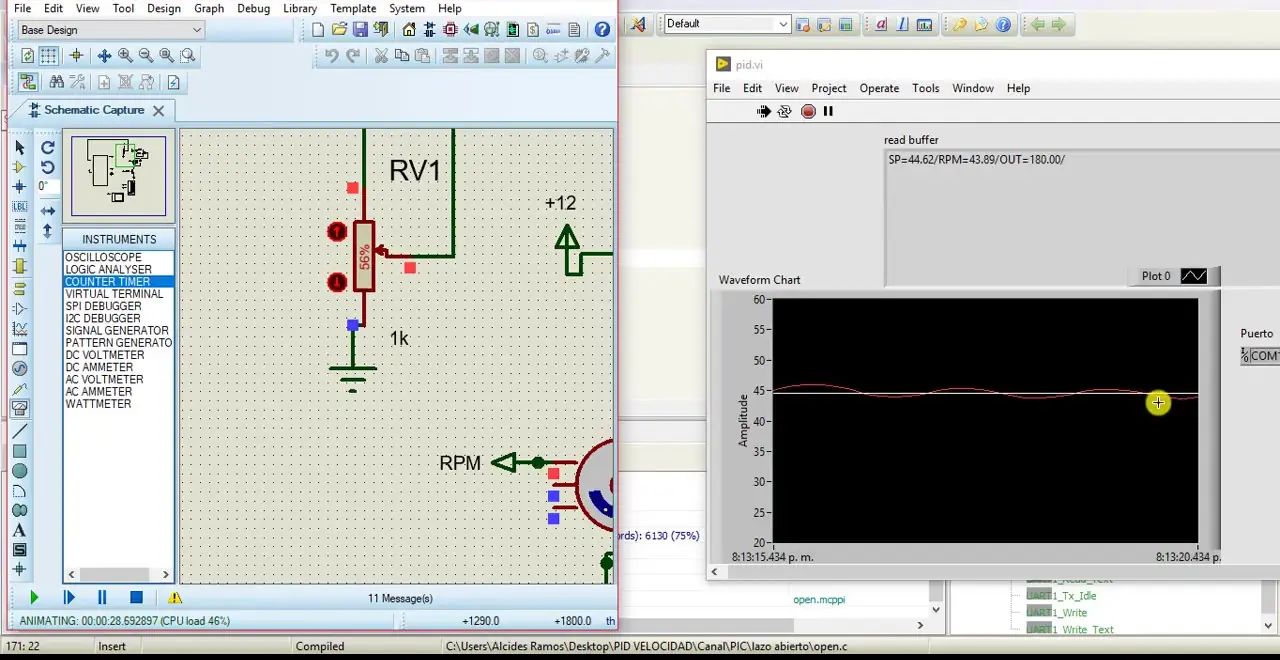 File Edit View Tool Design Graph Debug Library Template System Help
Base Design
Schematic Capture
0°
INSTRUMENTS
OSCILLOSCOPE
LOGIC ANALYSER
COUNTER TIMER
VIRTUAL TERMINAL
SPI DEBUGGER
I2C DEBUGGER
SIGNAL GENERATOR
PATTERN GENERATO
DC VOLTMETER
DC AMMETER
AC VOLTMETER
AC AMMETER
WATTMETER
RV1
56%
1k
+12
RPM
11 Message(s)
ANIMATING: 00:00:28.692897 (CPU load 46%)
+1290.0
+1800.0
th
Default
pid.vi
File Edit View Project Operate Tools Window Help
read buffer
SP=44.62/RPM=43.89/OUT=180.00/
Plot 0
Waveform Chart
Amplitude
60
55
50
45
40
35
30
25
20
8:13:15.434 p. m.
8:13:20.434 p.
Puerto
COM1
ords): 6130 (75%)
open.mcppi
UART1_Read_Text
UART1_Tx_Idle
UART1_Write
UART1_Write_Text
171: 22
Insert
Compiled
C:\Users\Alcides Ramos\Desktop\PID VELOCIDAD\Canal\PIC\lazo abierto\open.c